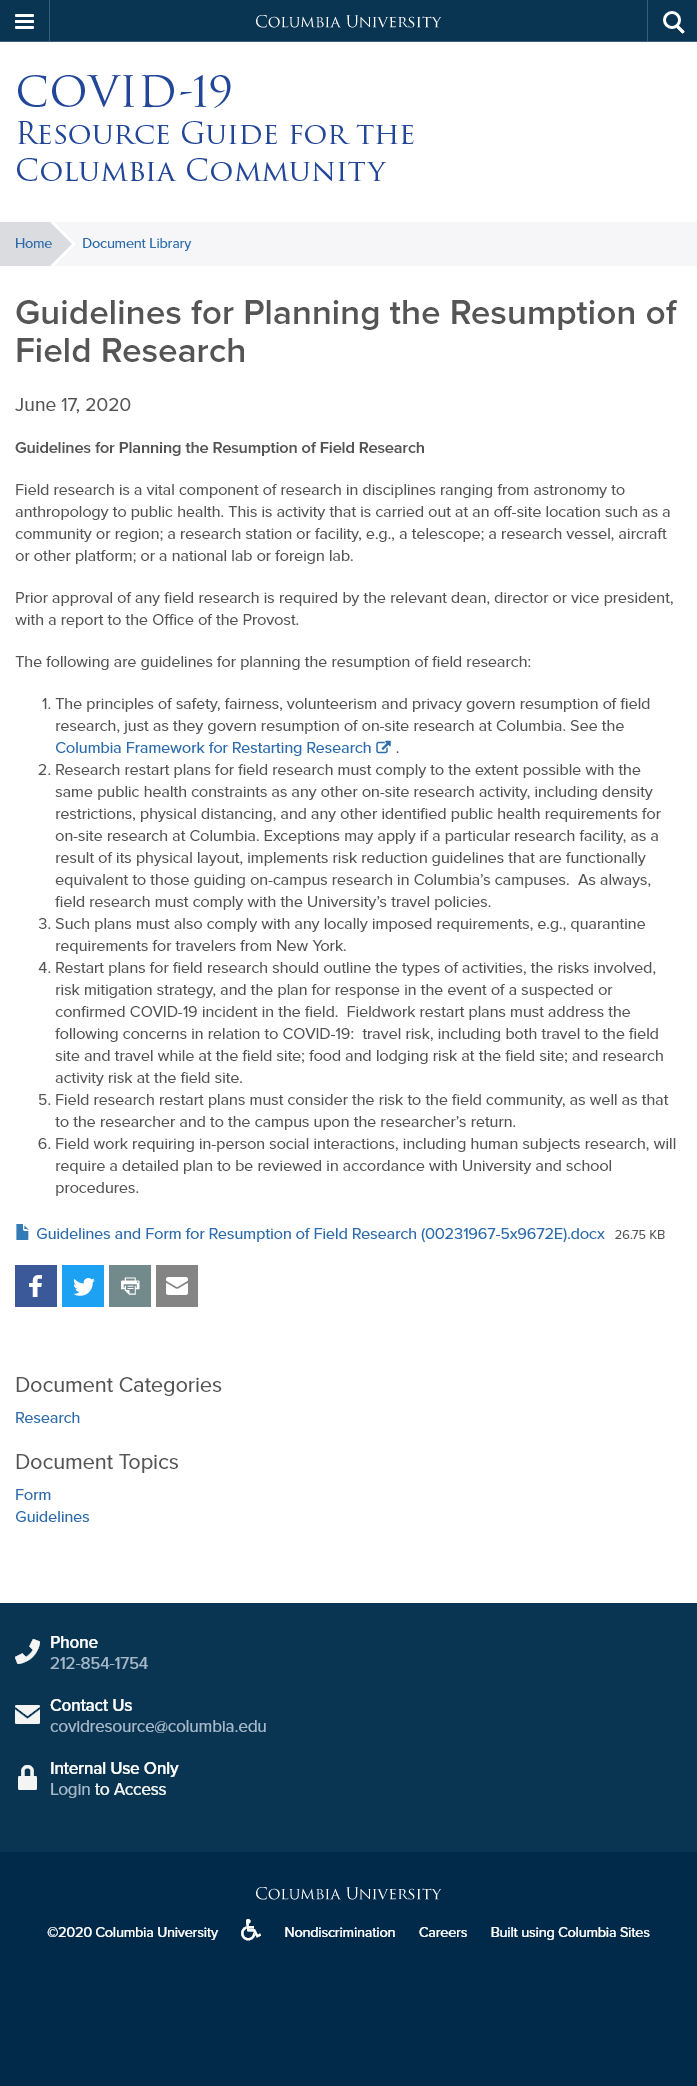 Columbia University
COVID-19
Resource Guide for the
Columbia Community
Home
Document Library
Guidelines for Planning the Resumption of
Field Research
June 17, 2020
Guidelines for Planning the Resumption of Field Research
Field research is a vital component of research in disciplines ranging from astronomy to
anthropology to public health. This is activity that is carried out at an off-site location such as a
community or region; a research station or facility, e.g., a telescope; a research vessel, aircraft
or other platform; or a national lab or foreign lab.
Prior approval of any field research is required by the relevant dean, director or vice president,
with a report to the Office of the Provost.
The following are guidelines for planning the resumption of field research:
1. The principles of safety, fairness, volunteerism and privacy govern resumption of field
research, just as they govern resumption of on-site research at Columbia. See the
Columbia Framework for Restarting Research .
2. Research restart plans for field research must comply to the extent possible with the
same public health constraints as any other on-site research activity, including density
restrictions, physical distancing, and any other identified public health requirements for
on-site research at Columbia. Exceptions may apply if a particular research facility, as a
result of its physical layout, implements risk reduction guidelines that are functionally
equivalent to those guiding on-campus research in Columbia's campuses.  As always,
field research must comply with the University's travel policies.
3. Such plans must also comply with any locally imposed requirements, e.g., quarantine
requirements for travelers from New York.
4. Restart plans for field research should outline the types of activities, the risks involved,
risk mitigation strategy, and the plan for response in the event of a suspected or
confirmed COVID-19 incident in the field.  Fieldwork restart plans must address the
following concerns in relation to COVID-19:  travel risk, including both travel to the field
site and travel while at the field site; food and lodging risk at the field site; and research
activity risk at the field site.
5. Field research restart plans must consider the risk to the field community, as well as that
to the researcher and to the campus upon the researcher's return.
6. Field work requiring in-person social interactions, including human subjects research, will
require a detailed plan to be reviewed in accordance with University and school
procedures.
Guidelines and Form for Resumption of Field Research (00231967-5x9672E).docx 26.75 KB
Document Categories
Research
Document Topics
Form
Guidelines
Phone
212-854-1754
Contact Us
covidresource@columbia.edu
Internal Use Only
Login to Access
Columbia University
©2020 Columbia University Nondiscrimination Careers Built using Columbia Sites